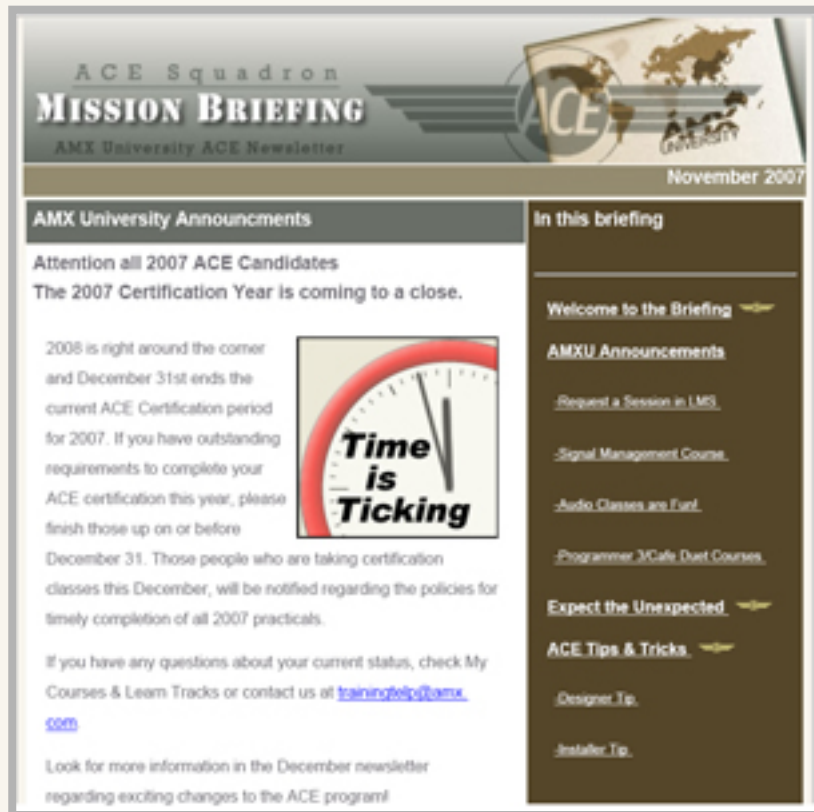 ACE Squadron
MISSION BRIEFING
AMX University ACE Newsletter
ACE
AMX
UNIVERSITY
November 2007
AMX University Announcments
Attention all 2007 ACE Candidates
The 2007 Certification Year is coming to a close.
2008 is right around the corner
and December 31st ends the
current ACE Certification period
for 2007. If you have outstanding
requirements to complete your
ACE certification this year, please
finish those up on or before
December 31. Those people who are taking certification
classes this December, will be notified regarding the policies for
timely completion of all 2007 practicals.
Time
is
Ticking
If you have any questions about your current status, check My
Courses & Learn Tracks or contact us at
com
Look for more information in the December newsletter
regarding exciting changes to the ACE program!
In this briefing
Welcome to the Briefing
AMXU Announcements
-Request a Session in LMS
-Signal Management Course
-Audio Classes are Fun!
-Programmer 3/Cafe Duet Courses
Expect the Unexpected
ACE Tips & Tricks
-Designer Tip
-Installer Tip